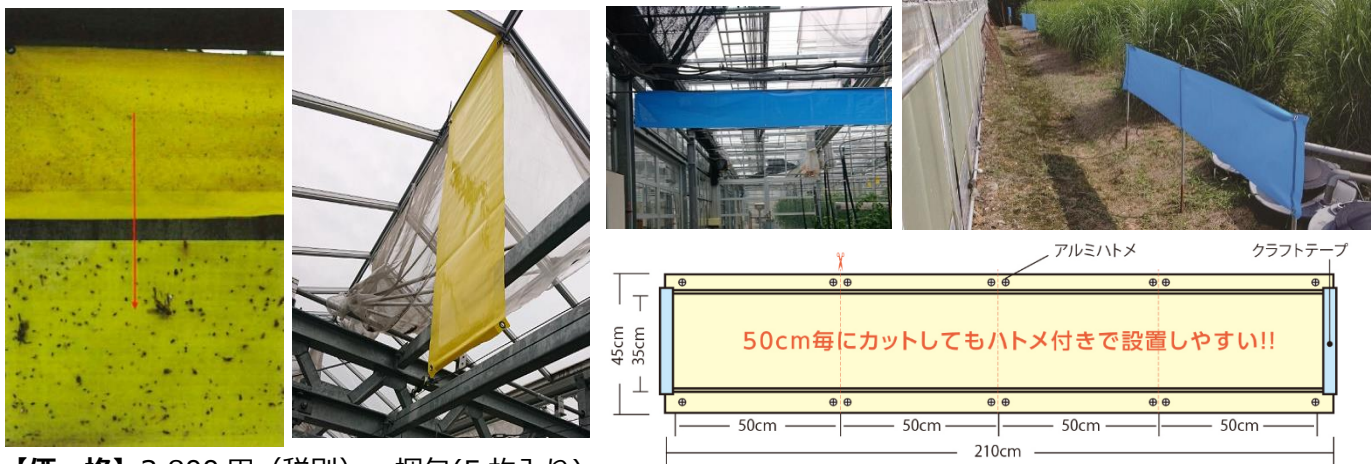 アルミハトメ
クラフトテープ
45cm
35cm
50cm毎にカットしてもハトメ付きで設置しやすい!!
50cm
50cm
50cm
50cm
210cm
【価 格】3,800 円（税別） 梱包(5 枚入り)